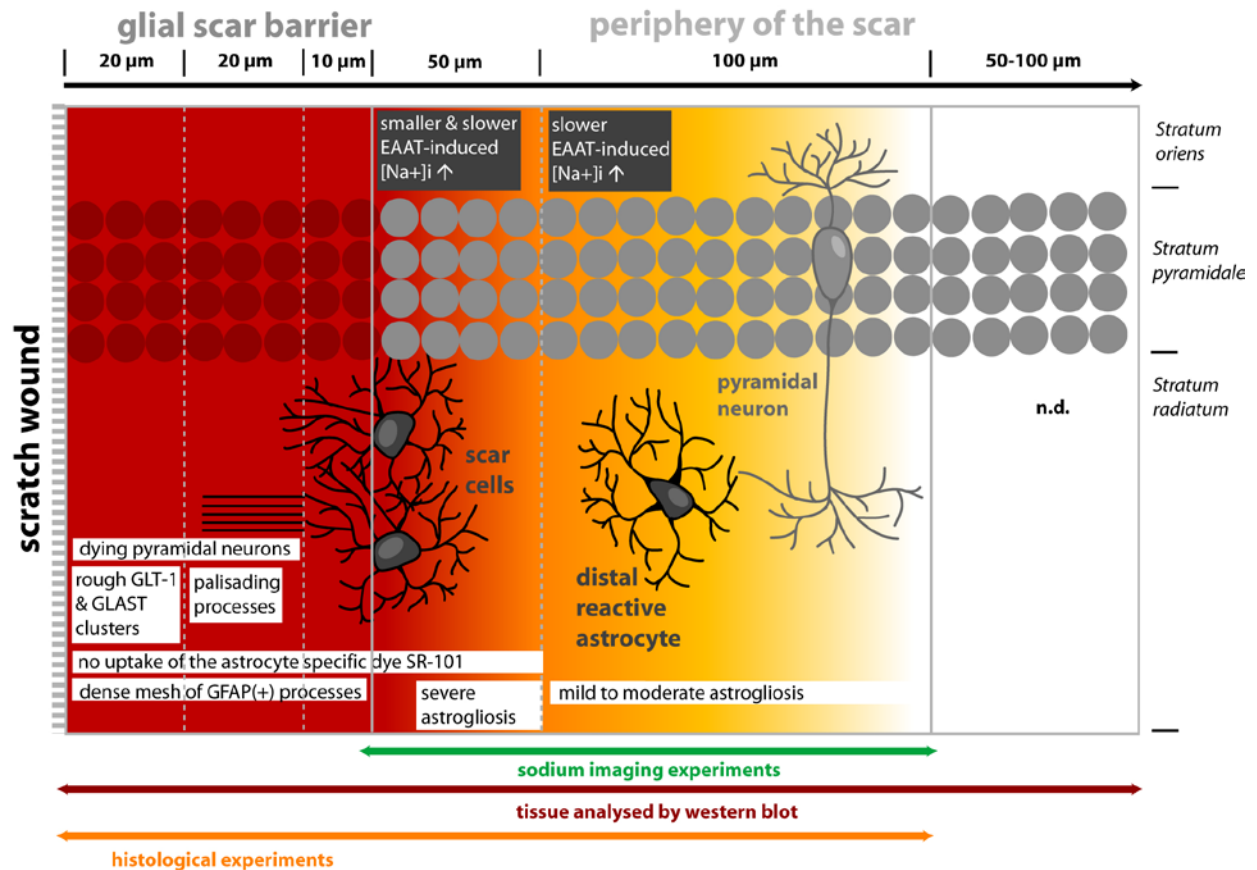 glial scar barrier
periphery of the scar
20 µm
20 µm
10 µm
50 µm
100 µm
50-100 µm
smaller & slower
EAAT-induced
[Na+]i ↑
slower
EAAT-induced
[Na+]i ↑
Stratum
oriens
Stratum
pyramidale
Stratum
radiatum
scratch wound
pyramidal
neuron
n.d.
scar
cells
dying pyramidal neurons
rough GLT-1
& GLAST
clusters
palisading
processes
distal
reactive
astrocyte
no uptake of the astrocyte specific dye SR-101
dense mesh of GFAP(+) processes
severe
astrogliosis
mild to moderate astrogliosis
sodium imaging experiments
tissue analysed by western blot
histological experiments